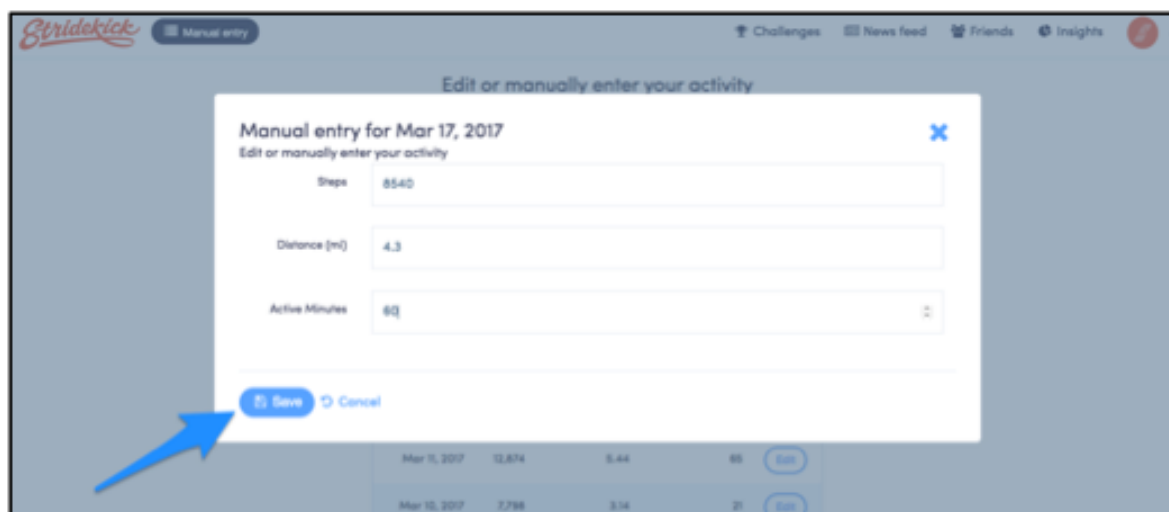 Stridekick Manual entry Challenges News feed Friends Insights
Edit or manually enter your activity
Manual entry for Mar 17, 2017
Edit or manually enter your activity
Steps 8540
Distance (mi) 4.3
Active Minutes 60
Save Cancel
Mar 11, 2017 12,874 5.44 65 Edit
Mar 10, 2017 7,798 3.14 21 Edit